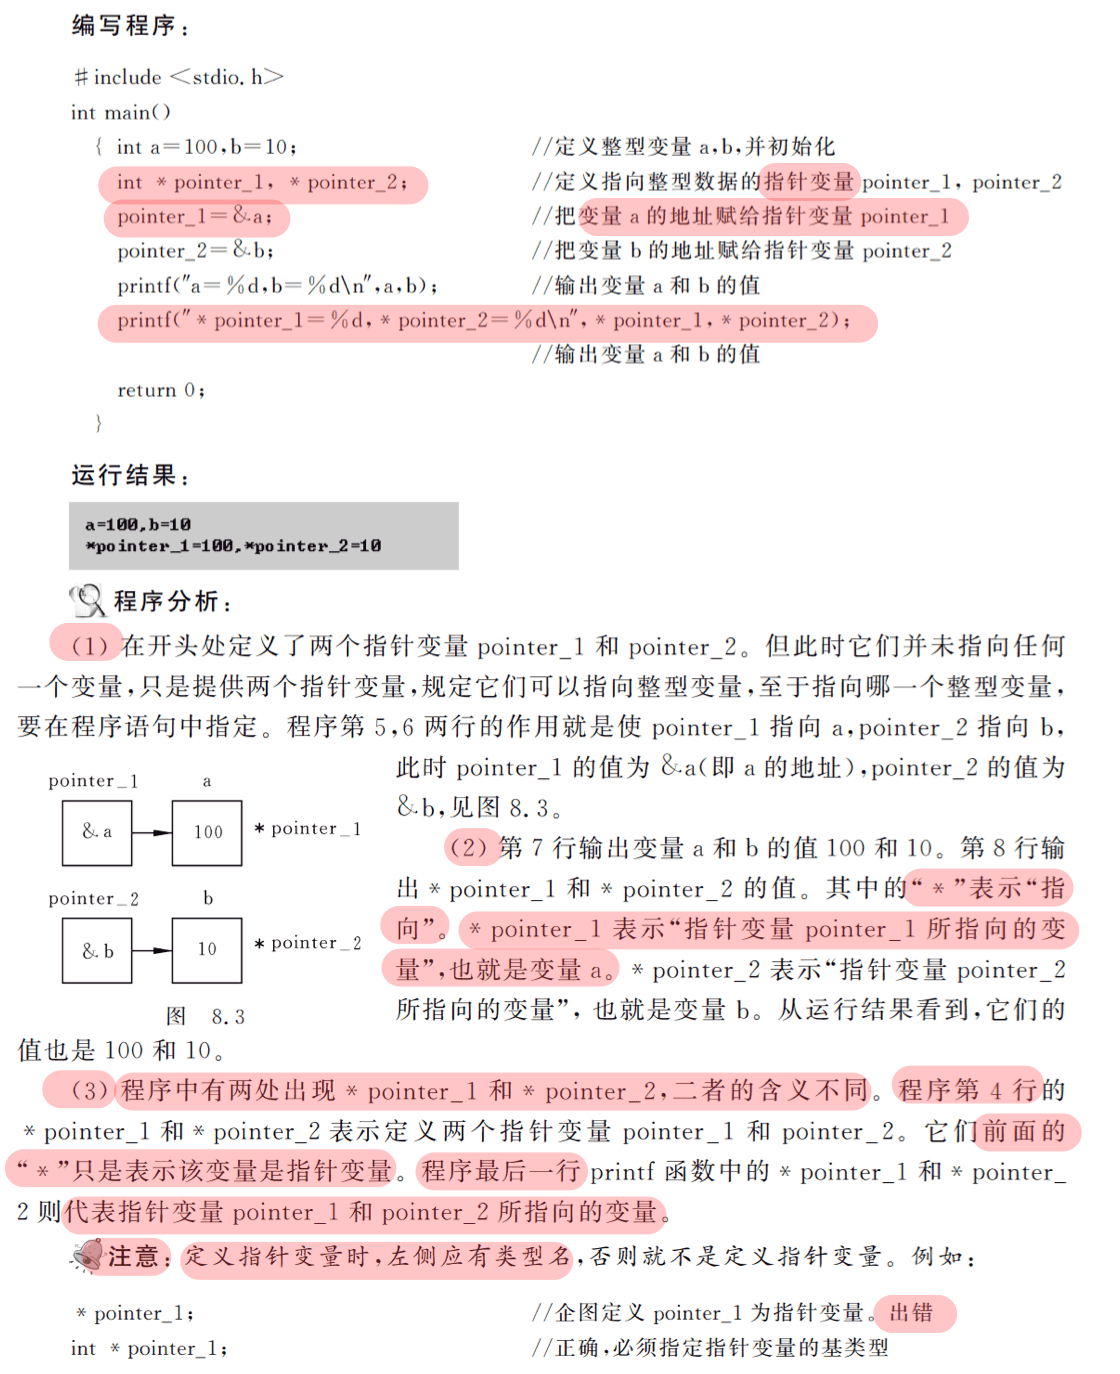 编写程序：
#include <stdio.h>
int main()
{ int a=100,b=10; //定义整型变量 a,b,并初始化
int * pointer_1, * pointer_2; //定义指向整型数据的指针变量 pointer_1, pointer_2
pointer_1=&a; //把变量 a 的地址赋给指针变量 pointer_1
pointer_2=&b; //把变量 b 的地址赋给指针变量 pointer_2
printf("a=%d,b=%d\n",a,b); //输出变量 a 和 b 的值
printf(" * pointer_1=%d, * pointer_2=%d\n", * pointer_1, * pointer_2);
//输出变量 a 和 b 的值
return 0;
}
运行结果：
a=100,b=10
*pointer_1=100,*pointer_2=10
程序分析：
(1) 在开头处定义了两个指针变量 pointer_1 和 pointer_2。但此时它们并未指向任何
一个变量,只是提供两个指针变量,规定它们可以指向整型变量,至于指向哪一个整型变量,
要在程序语句中指定。程序第 5,6 两行的作用就是使 pointer_1 指向 a,pointer_2 指向 b,
此时 pointer_1 的值为 &a(即 a 的地址),pointer_2 的值为
&b,见图 8.3。
pointer_1 a
&a 100 * pointer_1
pointer_2 b
&b 10 * pointer_2
图 8.3
(2) 第 7 行输出变量 a 和 b 的值 100 和 10。第 8 行输
出 * pointer_1 和 * pointer_2 的值。其中的“ * ”表示“指
向”。 * pointer_1 表示“指针变量 pointer_1 所指向的变
量”,也就是变量 a。 * pointer_2 表示“指针变量 pointer_2
所指向的变量”, 也就是变量 b。从运行结果看到,它们的
值也是 100 和 10。
(3) 程序中有两处出现 * pointer_1 和 * pointer_2,二者的含义不同。程序第 4 行的
* pointer_1 和 * pointer_2 表示定义两个指针变量 pointer_1 和 pointer_2。它们前面的
“ * ”只是表示该变量是指针变量。程序最后一行 printf 函数中的 * pointer_1 和 * pointer_
2 则代表指针变量 pointer_1 和 pointer_2 所指向的变量。
注意：定义指针变量时,左侧应有类型名,否则就不是定义指针变量。例如：
* pointer_1; //企图定义 pointer_1 为指针变量。出错
int * pointer_1; //正确,必须指定指针变量的基类型